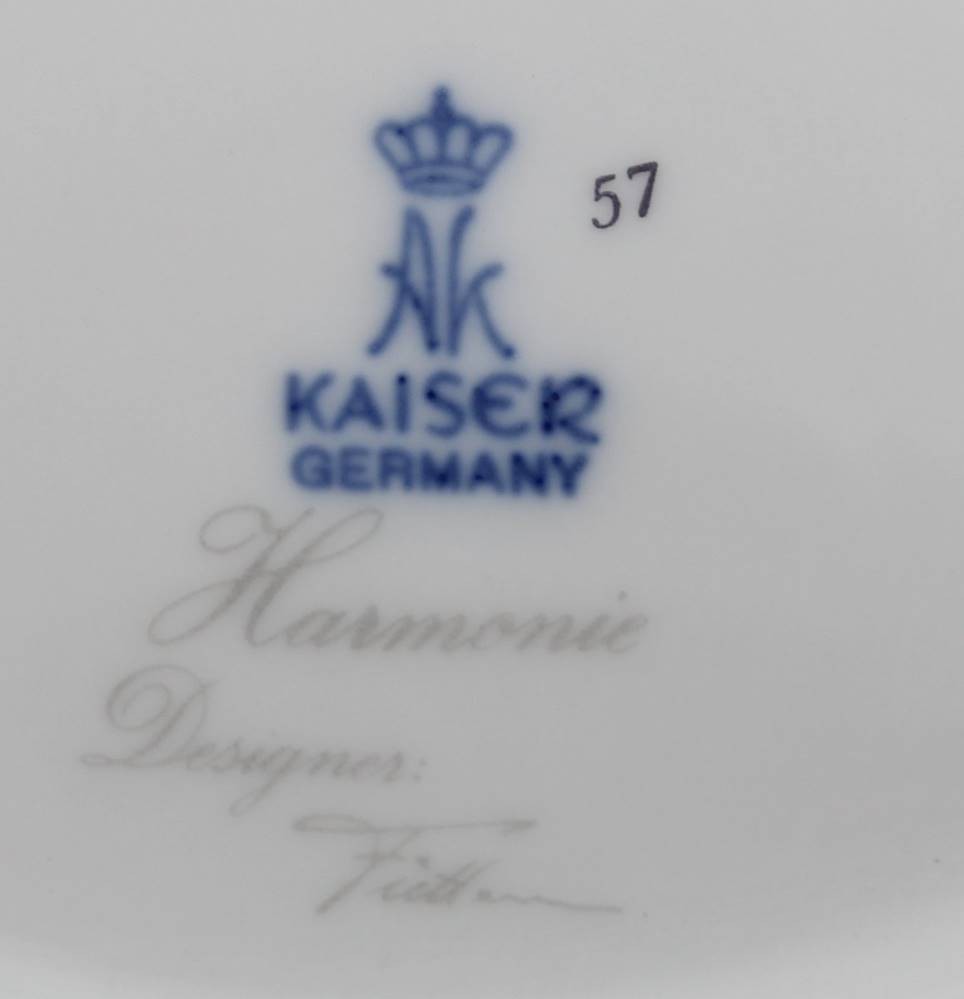 57
AK
KAISER
GERMANY
Harmonie
Designer: